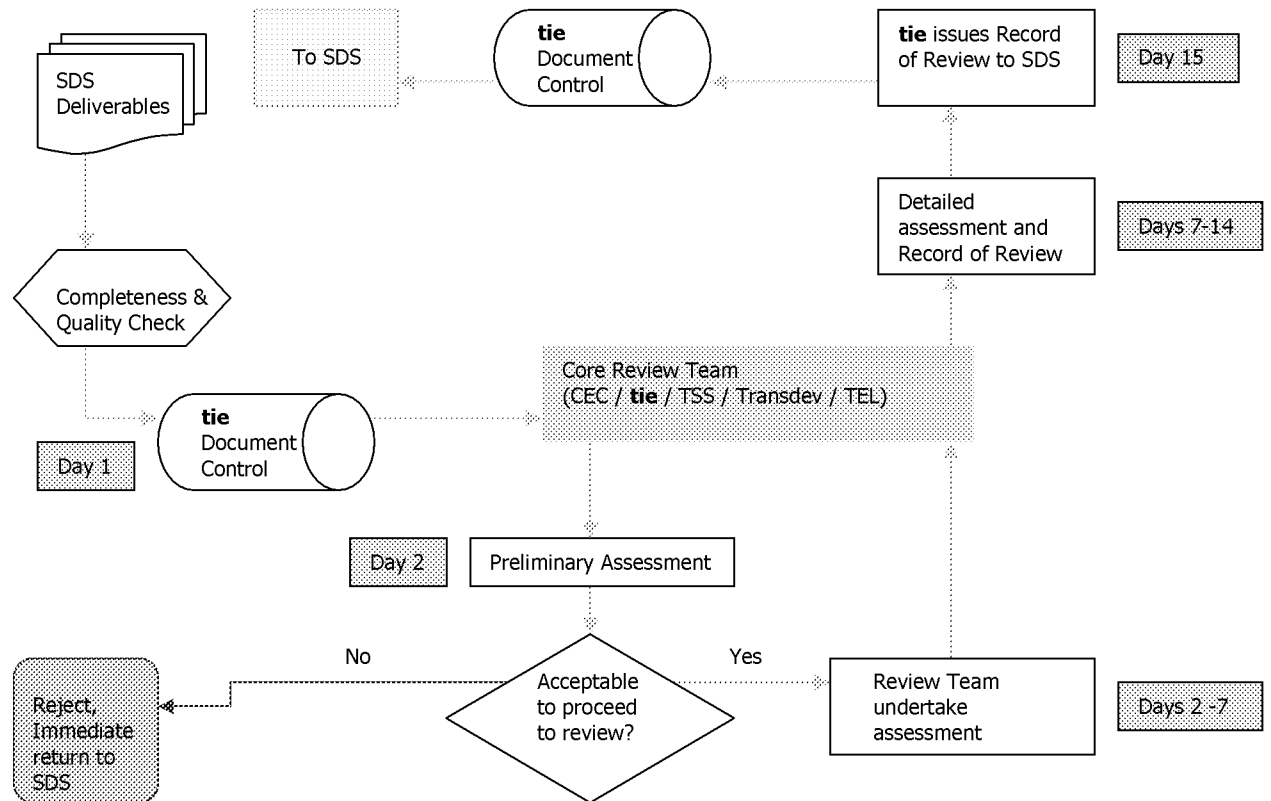 SDS
Deliverables
To SDS
tie
Document
Control
tie issues Record
of Review to SDS
Day 15
Detailed
assessment and
Record of Review
Days 7-14
Completeness &
Quality Check
Core Review Team
(CEC / tie / TSS / Transdev / TEL)
tie
Document
Control
Day 1
Day 2
Preliminary Assessment
No
Yes
Acceptable
to proceed
to review?
Reject,
Immediate
return to
SDS
Review Team
undertake
assessment
Days 2 -7